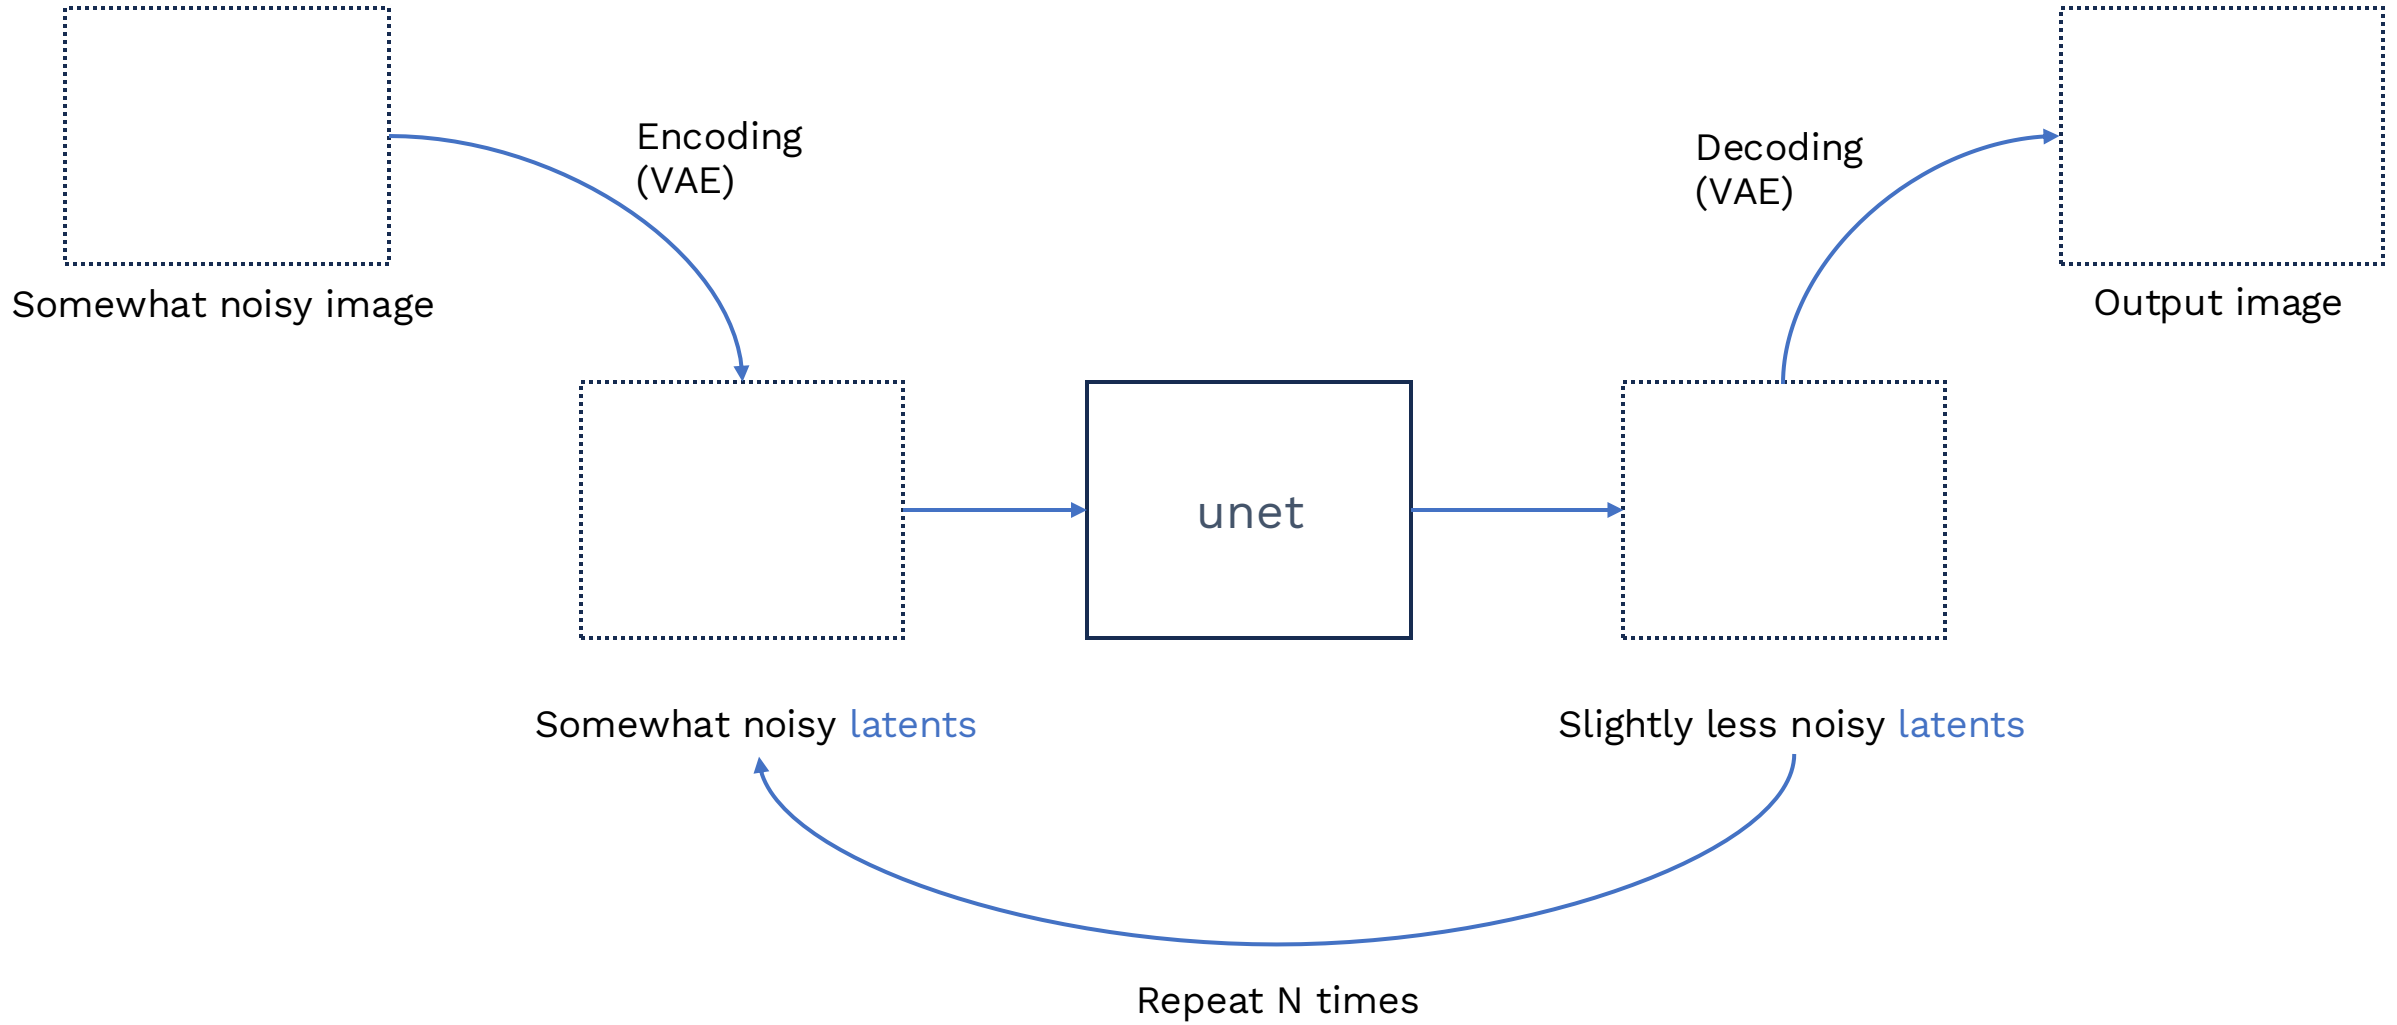 Encoding
(VAE)
Decoding
(VAE)
Somewhat noisy image
Output image
unet
Somewhat noisy latents
Slightly less noisy latents
Repeat N times